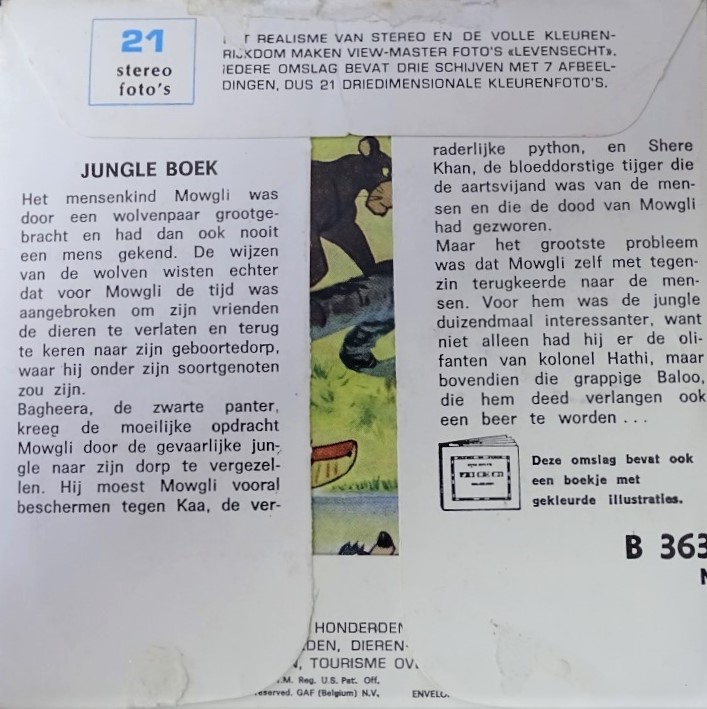 21
stereo
foto's
T REALISME VAN STEREO EN DE VOLLE KLEUREN-
RIJKDOM MAKEN VIEW-MASTER FOTO'S «LEVENSECHT».
IEDERE OMSLAG BEVAT DRIE SCHIJVEN MET 7 AFBEEL-
DINGEN, DUS 21 DRIEDIMENSIONALE KLEURENFOTO'S.
JUNGLE BOEK
Het mensenkind Mowgli was
door een wolvenpaar grootge-
bracht en had dan ook nooit
een mens gekend. De wijzen
van de wolven wisten echter
dat voor Mowgli de tijd was
aangebroken om zijn vrienden
de dieren te verlaten en terug
te keren naar zijn geboortedorp,
waar hij onder zijn soortgenoten
zou zijn.
Bagheera, de zwarte panter,
kreeg de moeilijke opdracht
Mowgli door de gevaarlijke jun-
gle naar zijn dorp te vergezel-
len. Hij moest Mowgli vooral
beschermen tegen Kaa, de ver-
raderlijke python, en Shere
Khan, de bloeddorstige tijger die
de aartsvijand was van de men-
sen en die de dood van Mowgli
had gezworen.
Maar het grootste probleem
was dat Mowgli zelf met tegen-
zin terugkeerde naar de men-
sen. Voor hem was de jungle
duizendmaal interessanter, want
niet alleen had hij er de oli-
fanten van kolonel Hathi, maar
bovendien die grappige Baloo,
die hem deed verlangen ook
een beer te worden ...
Deze omslag bevat ook
een boekje met
gekleurde illustraties.
B 363
N
HONDERDEN
DEN, DIEREN-
N, TOURISME OV
.M. Reg. U.S. Pat. Off.
eserved. GAF (Belgium) N.V. ENVELO